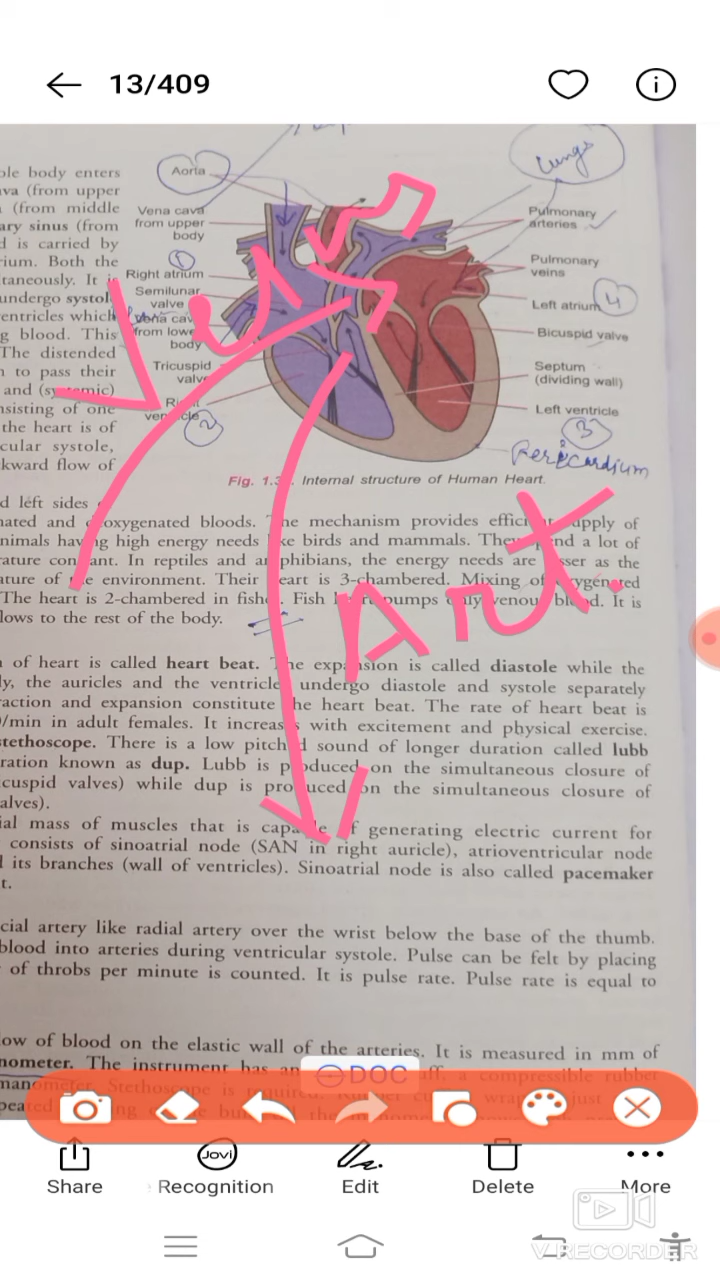 13/409
Lungs
ole body enters
Aorta
va (from upper
Vena cava
n (from middle
from upper
Pulmonary
ary sinus (from
body
arteries
d is carried by
rium. Both the
1
Pulmonary
taneously. It is
Right atrium
veins
undergo systol
Semilunar
Left atrium 4
entricles which
valve
g blood. This
from lowe
Bicuspid valve
The distended
body
n to pass their
Tricuspid
Septum
and (systemic)
valve
(dividing wall)
nsisting of one
Right
Left ventricle
the heart is of
ventricle 2
3
cular systole,
Pericardium
kward flow of
Fig. 1.3 Internal structure of Human Heart.
d left sides
nated and deoxygenated bloods. The mechanism provides efficient supply of
nimals having high energy needs like birds and mammals. They spend a lot of
rature constant. In reptiles and amphibians, the energy needs are lesser as the
ature of the environment. Their heart is 3-chambered. Mixing of oxygenated
The heart is 2-chambered in fishes. Fish heart pumps only venous blood. It is
lows to the rest of the body.
Art.
n of heart is called heart beat. The expansion is called diastole while the
ly, the auricles and the ventricles undergo diastole and systole separately
raction and expansion constitute the heart beat. The rate of heart beat is
/min in adult females. It increases with excitement and physical exercise.
stethoscope. There is a low pitched sound of longer duration called lubb
ration known as dup. Lubb is produced on the simultaneous closure of
cuspid valves) while dup is produced on the simultaneous closure of
alves).
ial mass of muscles that is capable of generating electric current for
consists of sinoatrial node (SAN in right auricle), atrioventricular node
l its branches (wall of ventricles). Sinoatrial node is also called pacemaker
t.
cial artery like radial artery over the wrist below the base of the thumb.
blood into arteries during ventricular systole. Pulse can be felt by placing
of throbs per minute is counted. It is pulse rate. Pulse rate is equal to
ow of blood on the elastic wall of the arteries. It is measured in mm of
nometer. The instrument has an
DOC
Share
Jovi
Recognition
Edit
Delete
More
V RECORDER